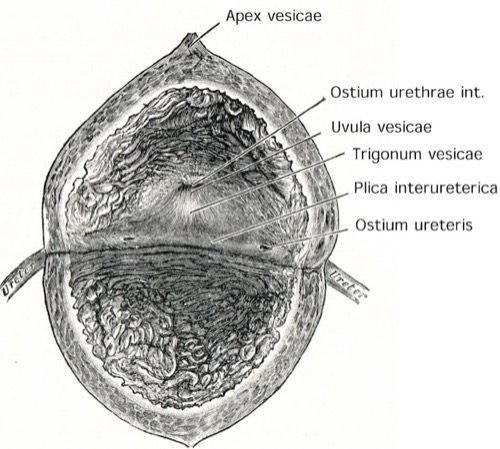 Apex vesicae
Ostium urethrae int.
Uvula vesicae
Trigonum vesicae
Plica interureterica
Ostium ureteris
Ureter
Ureter